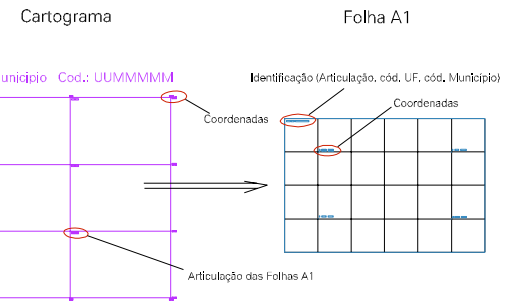 Cartograma
Folha A1
unicípio Cod.: UUMMMMM
Identificação (Articulação, cód. UF, cód. Município)
Coordenadas
Coordenadas
Articulação das Folhas A1